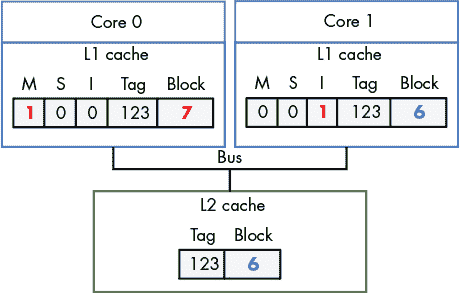 Core 0
L1 cache
M S I Tag Block
1 0 0 123 7
Core 1
L1 cache
M S I Tag Block
0 0 1 123 6
Bus
L2 cache
Tag Block
123 6